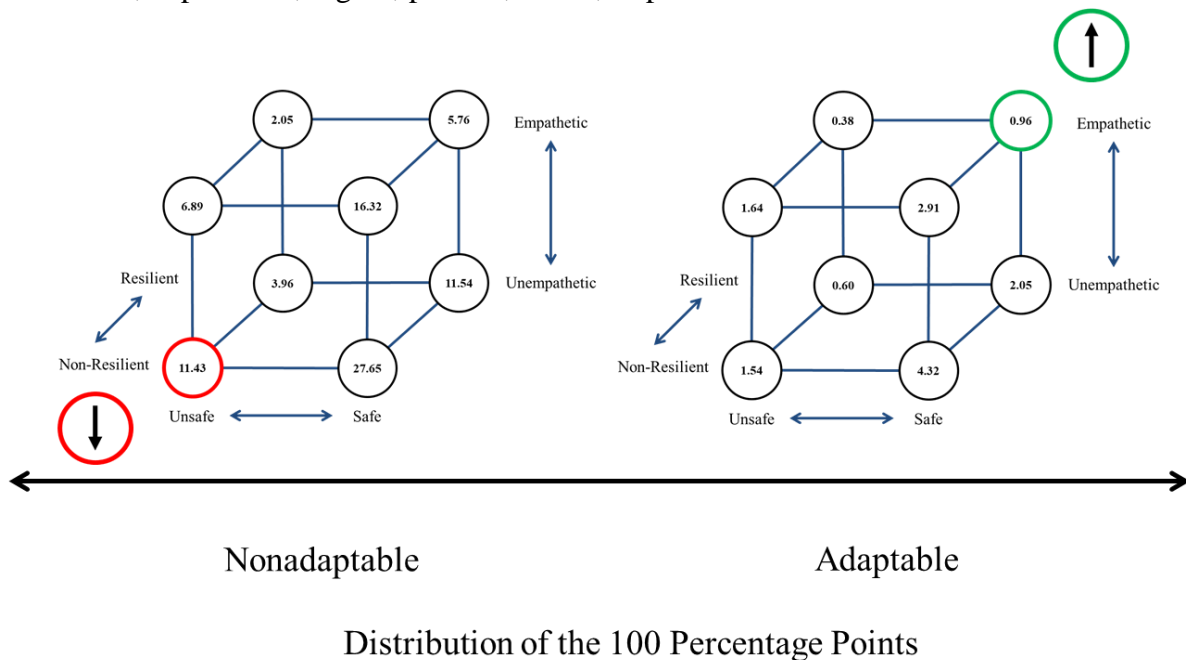 2.05 5.76 Empathetic
6.89 16.32
Resilient 3.96 11.54 Unempathetic
Non-Resilient 11.43 27.65
Unsafe Safe
0.38 0.96 Empathetic
1.64 2.91
Resilient 0.60 2.05 Unempathetic
Non-Resilient 1.54 4.32
Unsafe Safe
Nonadaptable Adaptable
Distribution of the 100 Percentage Points